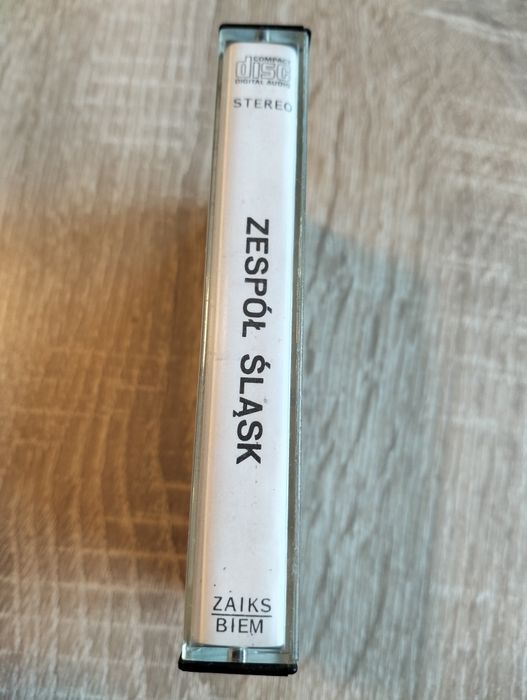 COMPACT
disc
DIGITAL AUDIO
STEREO
ZESPÓŁ ŚLĄSK
ZAIKS
BIEM